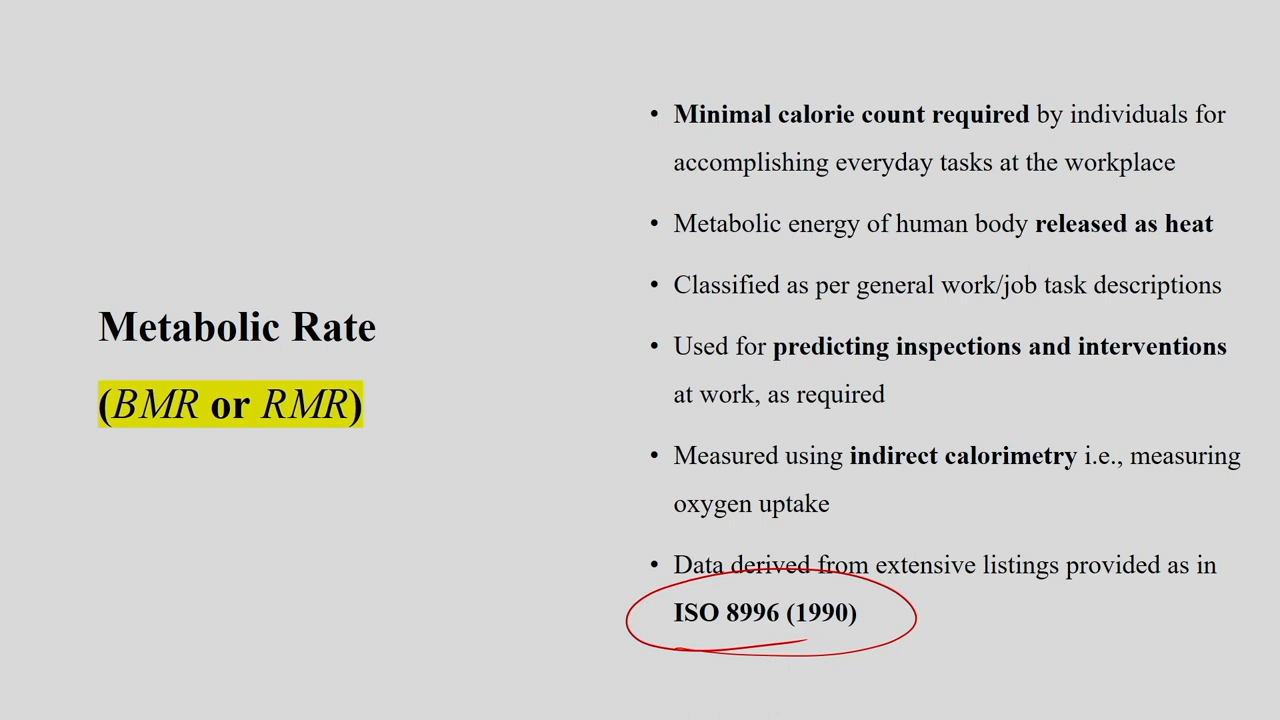 Metabolic Rate
(BMR or RMR)
• Minimal calorie count required by individuals for
accomplishing everyday tasks at the workplace
• Metabolic energy of human body released as heat
• Classified as per general work/job task descriptions
• Used for predicting inspections and interventions
at work, as required
• Measured using indirect calorimetry i.e., measuring
oxygen uptake
• Data derived from extensive listings provided as in
ISO 8996 (1990)